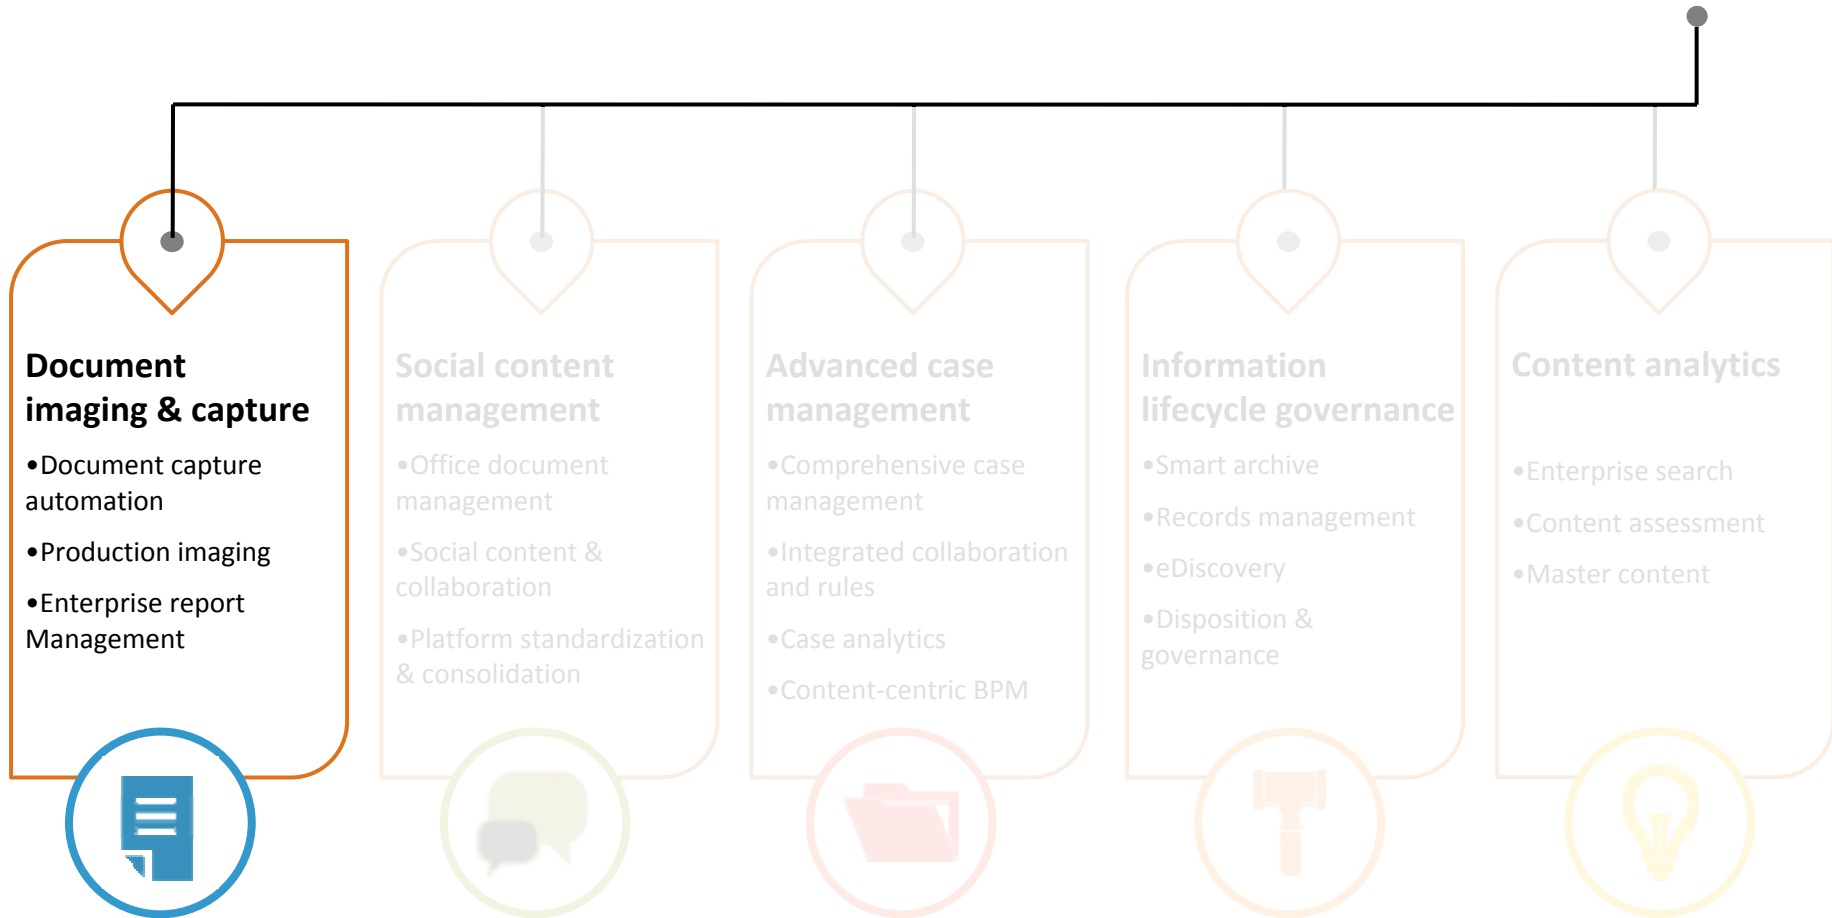 Document
imaging & capture
•Document capture
automation
•Production imaging
•Enterprise report
Management
Social content
management
•Office document
management
•Social content &
collaboration
•Platform standardization
& consolidation
Advanced case
management
•Comprehensive case
management
•Integrated collaboration
and rules
•Case analytics
•Content-centric BPM
Information
lifecycle governance
•Smart archive
•Records management
•eDiscovery
•Disposition &
governance
Content analytics
•Enterprise search
•Content assessment
•Master content